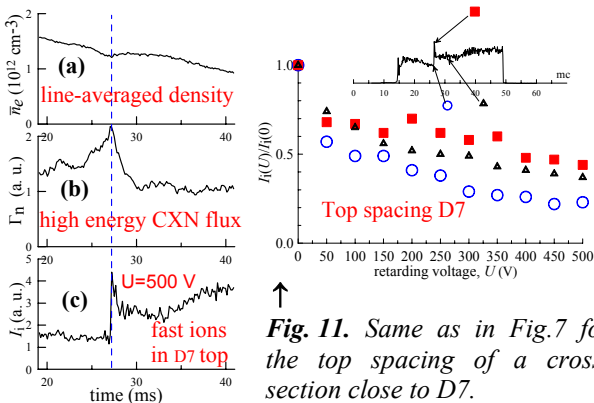 n̄e (10¹² cm-3)
2
1
0
(a)
line-averaged density
20
30
40
Γn (a. u.)
2
1
0
(b)
high energy CXN flux
20
30
40
Ii (a. u.)
5
4
3
2
1
0
(c)
U=500 V
fast ions
in D7 top
20
30
40
time (ms)
Ii(U)/Ii(0)
1.0
0.5
0.0
0
10
20
30
40
50
60
mc
Top spacing D7
0
50
100
150
200
250
300
350
400
450
500
retarding voltage, U (V)
↑
Fig. 11. Same as in Fig.7 fo
the top spacing of a cross
section close to D7.